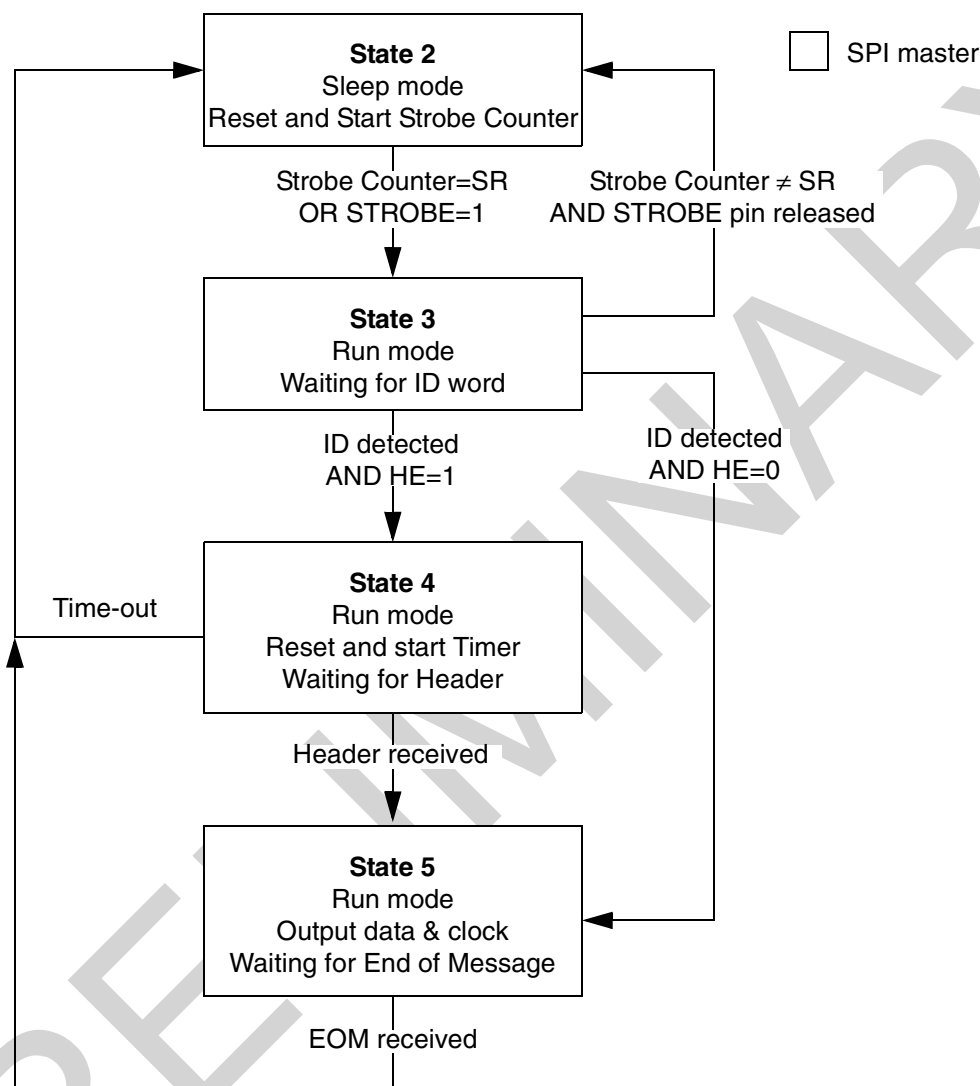 State 2
Sleep mode
Reset and Start Strobe Counter
SPI master
Strobe Counter=SR
OR STROBE=1
Strobe Counter ≠ SR
AND STROBE pin released
State 3
Run mode
Waiting for ID word
ID detected
AND HE=1
ID detected
AND HE=0
State 4
Run mode
Reset and start Timer
Waiting for Header
Time-out
Header received
State 5
Run mode
Output data & clock
Waiting for End of Message
EOM received